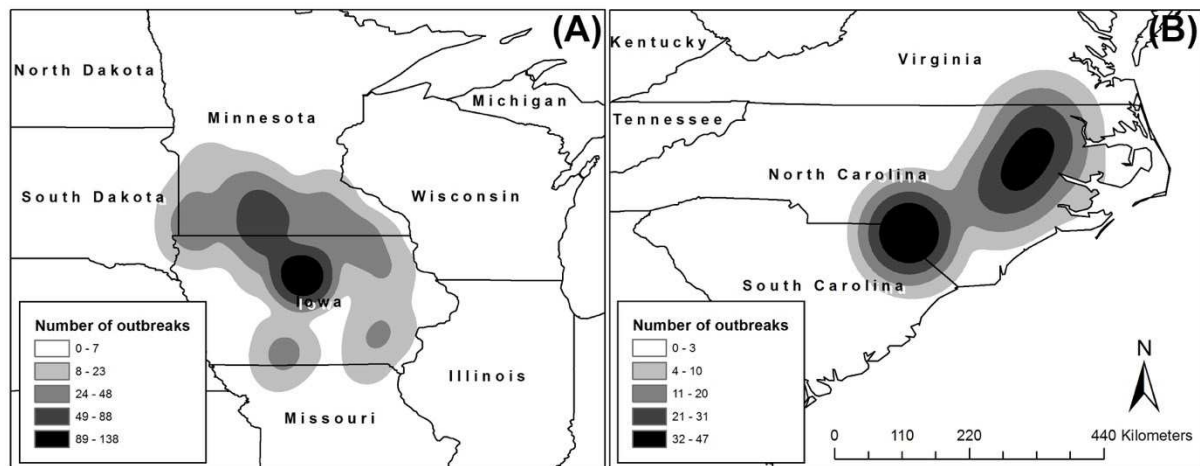 (A)
North Dakota
Minnesota
Michigan
South Dakota
Wisconsin
Iowa
Illinois
Missouri
Number of outbreaks
0 - 7
8 - 23
24 - 48
49 - 88
89 - 138
(B)
Kentucky
Virginia
Tennessee
North Carolina
South Carolina
Number of outbreaks
0 - 3
4 - 10
11 - 20
21 - 31
32 - 47
N
0 110 220 440 Kilometers